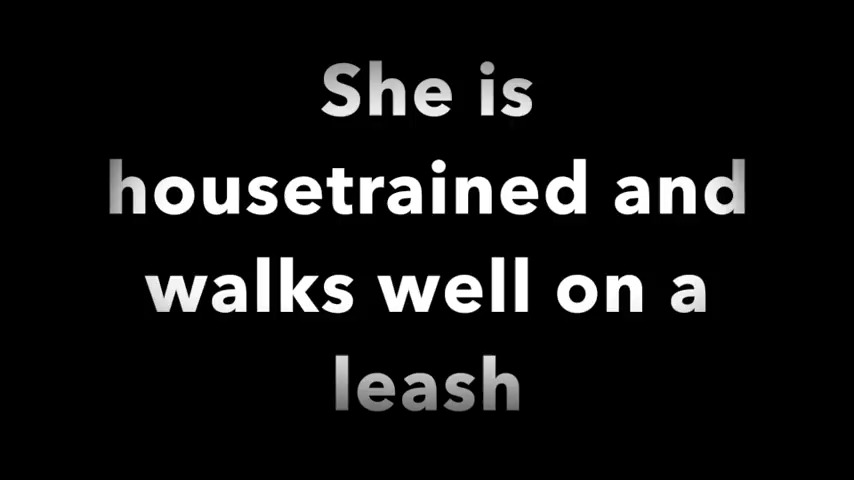 She is
housetrained and
walks well on a
leash